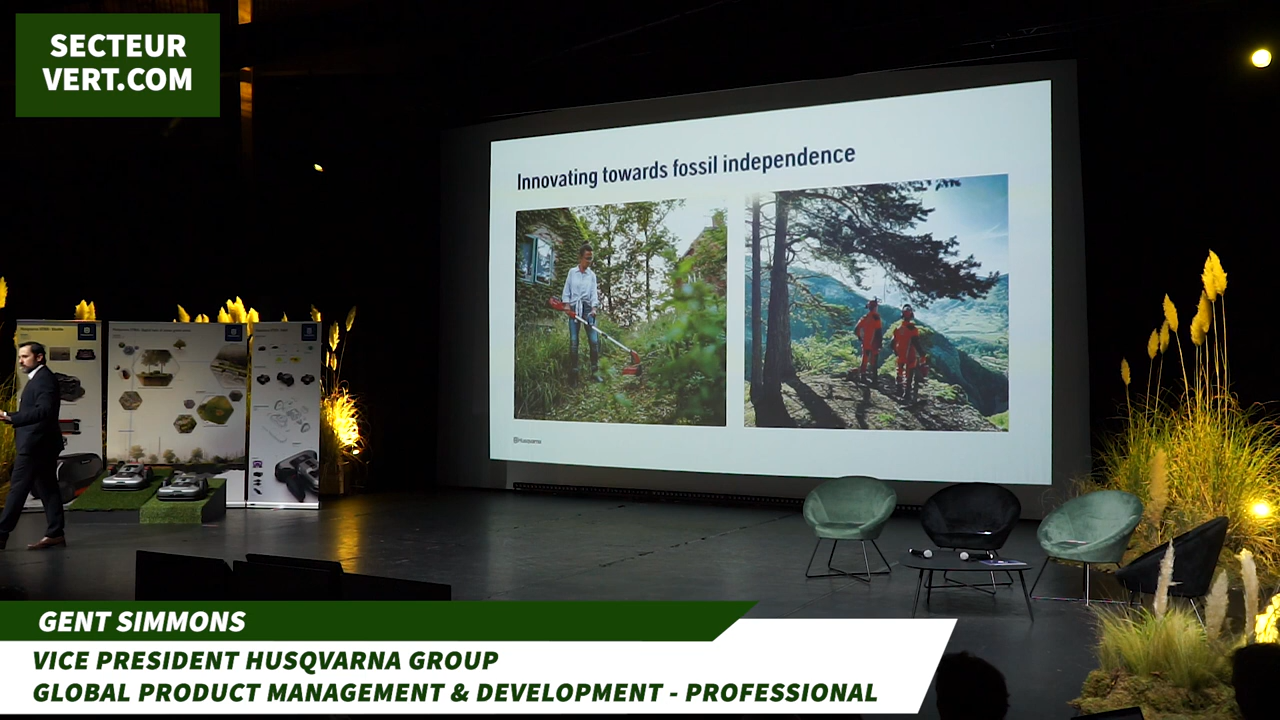 SECTEUR
VERT.COM
Innovating towards fossil independence
Husqvarna
GENT SIMMONS
VICE PRESIDENT HUSQVARNA GROUP
GLOBAL PRODUCT MANAGEMENT & DEVELOPMENT - PROFESSIONAL